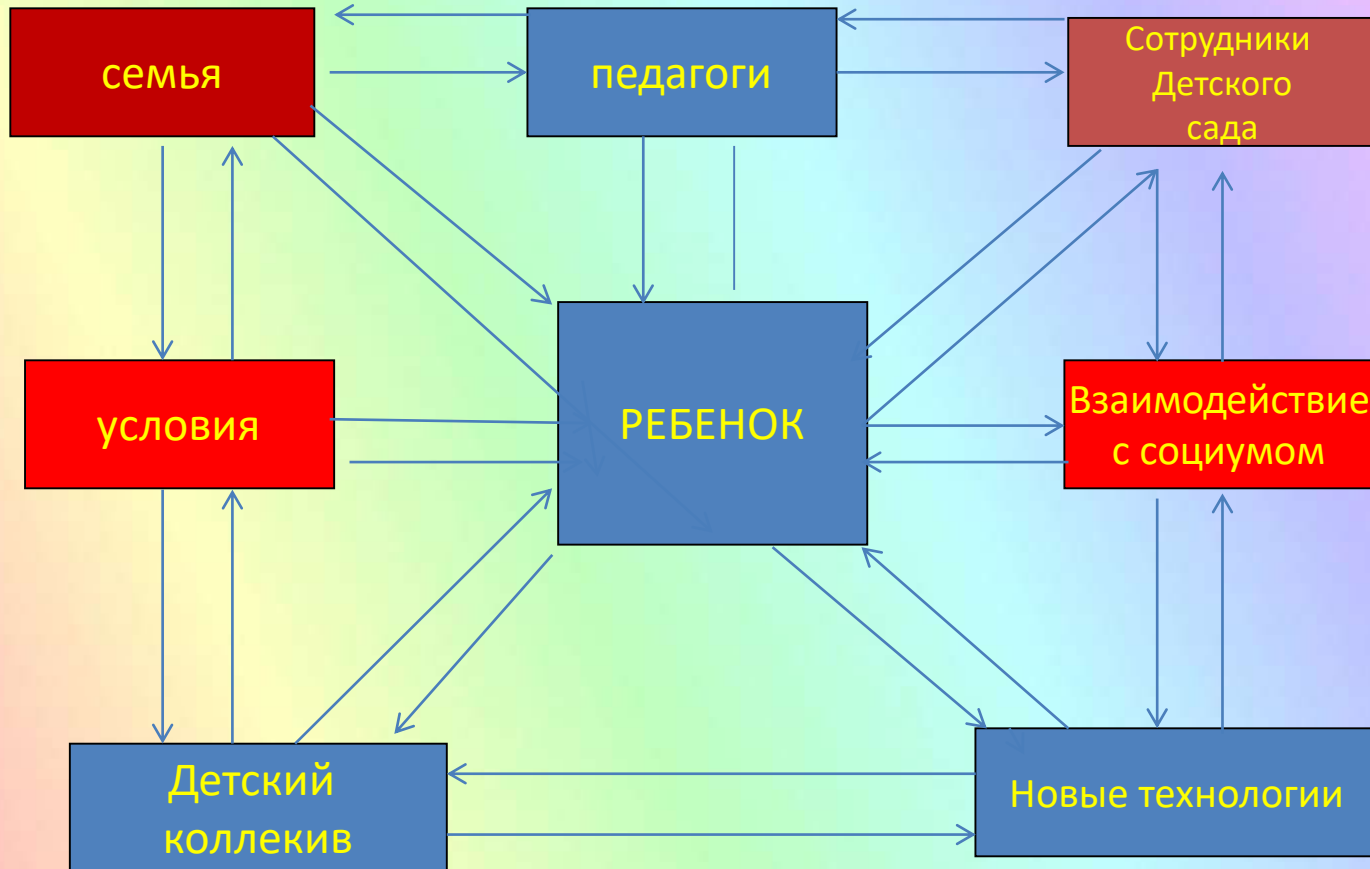 семья
педагоги
Сотрудники
Детского
сада
условия
РЕБЕНОК
Взаимодействие
с социумом
Детский
коллекив
Новые технологии